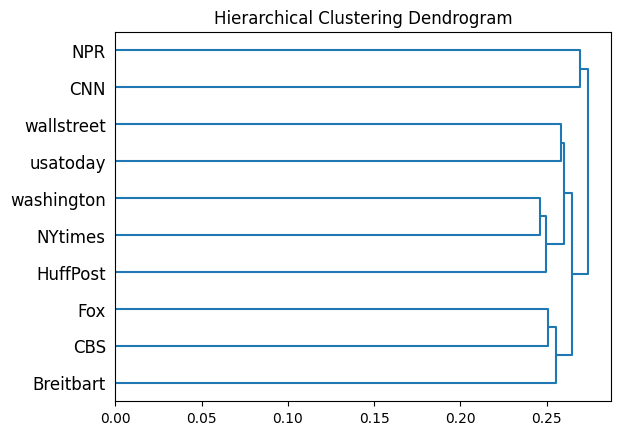 Hierarchical Clustering Dendrogram
NPR
CNN
wallstreet
usatoday
washington
NYtimes
HuffPost
Fox
CBS
Breitbart
0.00 0.05 0.10 0.15 0.20 0.25